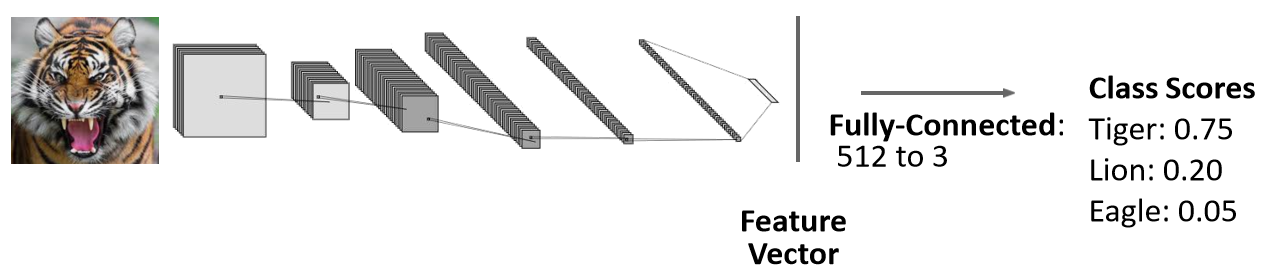 Feature
Vector
Fully-Connected:
512 to 3
Class Scores
Tiger: 0.75
Lion: 0.20
Eagle: 0.05